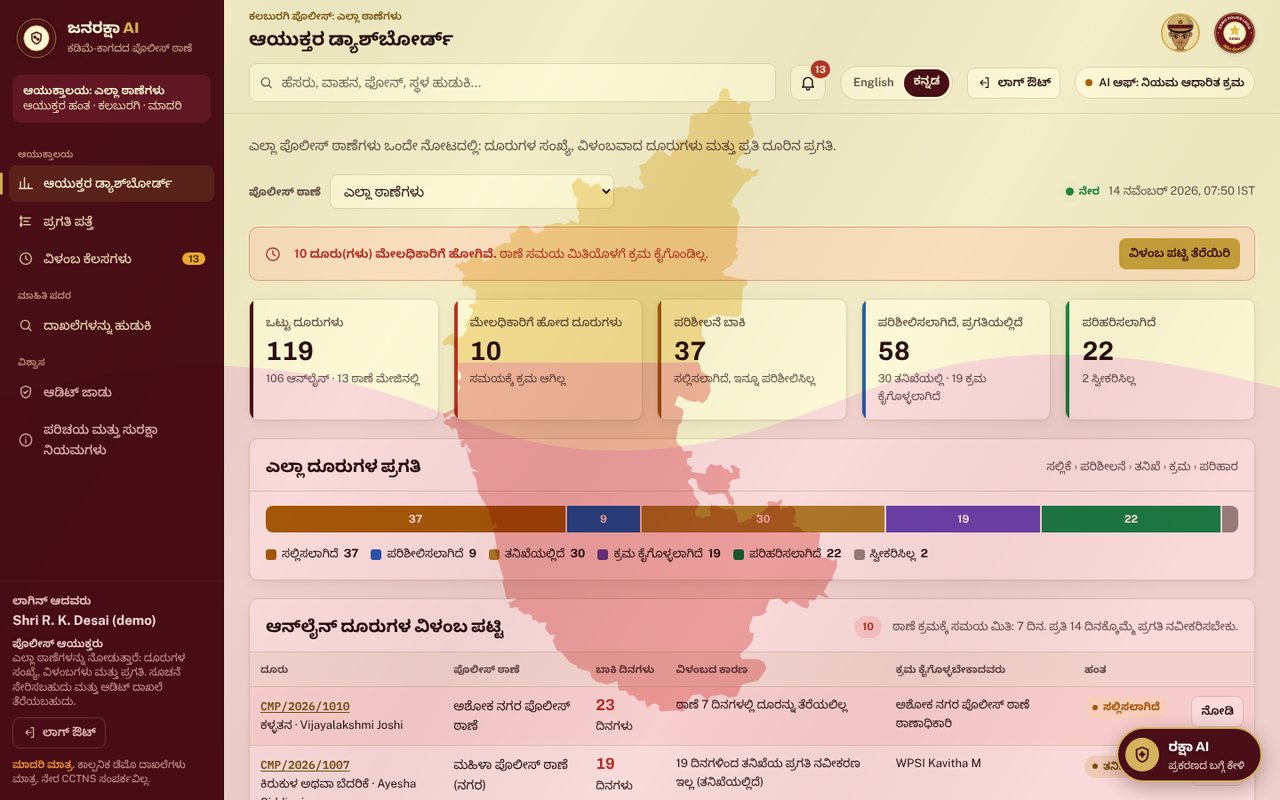 ಜನರಕ್ಷಾ AI
ಕಡಿಮೆ-ಕಾಗದದ ಪೊಲೀಸ್ ಠಾಣೆ
ಆಯುಕ್ತಾಲಯ: ಎಲ್ಲಾ ಠಾಣೆಗಳು
ಆಯುಕ್ತರ ಹಂತ · ಕಲಬುರಗಿ · ಮಾದರಿ
ಆಯುಕ್ತಾಲಯ
ಆಯುಕ್ತರ ಡ್ಯಾಶ್‌ಬೋರ್ಡ್
ಪ್ರಗತಿ ಪತ್ತೆ
ವಿಳಂಬ ಕೆಲಸಗಳು 13
ಮಾಹಿತಿ ಪದರ
ದಾಖಲೆಗಳನ್ನು ಹುಡುಕಿ
ವಿಶ್ವಾಸ
ಆಡಿಟ್ ಜಾಡು
ಪರಿಚಯ ಮತ್ತು ಸುರಕ್ಷಾ
ನಿಯಮಗಳು
ಲಾಗಿನ್ ಆದವರು
Shri R. K. Desai (demo)
ಪೊಲೀಸ್ ಆಯುಕ್ತರು
ಎಲ್ಲಾ ಠಾಣೆಗಳನ್ನು ನೋಡುತ್ತಾರೆ: ದೂರುಗಳ
ಸಂಖ್ಯೆ, ವಿಳಂಬಗಳು ಮತ್ತು ಪ್ರಗತಿ. ಸೂಚನೆ
ಸೇರಿಸಬಹುದು ಮತ್ತು ಆಡಿಟ್ ದಾಖಲೆ
ತೆರೆಯಬಹುದು.
ಲಾಗ್ ಔಟ್
ಮಾದರಿ ಮಾತ್ರ. ಕಾಲ್ಪನಿಕ ಡೆಮೊ ದಾಖಲೆಗಳು
ಮಾತ್ರ. ನೇರ CCTNS ಸಂಪರ್ಕವಿಲ್ಲ.
ಕಲಬುರಗಿ ಪೊಲೀಸ್: ಎಲ್ಲಾ ಠಾಣೆಗಳು
ಆಯುಕ್ತರ ಡ್ಯಾಶ್‌ಬೋರ್ಡ್
ಹೆಸರು, ವಾಹನ, ಫೋನ್, ಸ್ಥಳ ಹುಡುಕಿ...
13
English ಕನ್ನಡ
ಲಾಗ್ ಔಟ್
AI ಆಫ್: ನಿಯಮ ಆಧಾರಿತ ಕ್ರಮ
ಎಲ್ಲಾ ಪೊಲೀಸ್ ಠಾಣೆಗಳು ಒಂದೇ ನೋಟದಲ್ಲಿ: ದೂರುಗಳ ಸಂಖ್ಯೆ, ವಿಳಂಬವಾದ ದೂರುಗಳು ಮತ್ತು ಪ್ರತಿ ದೂರಿನ ಪ್ರಗತಿ.
ಪೊಲೀಸ್ ಠಾಣೆ ಎಲ್ಲಾ ಠಾಣೆಗಳು
ನೇರ 14 ನವೆಂಬರ್ 2026, 07:50 IST
10 ದೂರು(ಗಳು) ಮೇಲಧಿಕಾರಿಗೆ ಹೋಗಿವೆ. ಠಾಣೆ ಸಮಯ ಮಿತಿಯೊಳಗೆ ಕ್ರಮ ಕೈಗೊಂಡಿಲ್ಲ.
ವಿಳಂಬ ಪಟ್ಟಿ ತೆರೆಯಿರಿ
ಒಟ್ಟು ದೂರುಗಳು
119
106 ಆನ್‌ಲೈನ್ · 13 ಠಾಣೆ ಮೇಜಿನಲ್ಲಿ
ಮೇಲಧಿಕಾರಿಗೆ ಹೋದ ದೂರುಗಳು
10
ಸಮಯಕ್ಕೆ ಕ್ರಮ ಆಗಿಲ್ಲ
ಪರಿಶೀಲನೆ ಬಾಕಿ
37
ಸಲ್ಲಿಸಲಾಗಿದೆ, ಇನ್ನೂ ಪರಿಶೀಲಿಸಿಲ್ಲ
ಪರಿಶೀಲಿಸಲಾಗಿದೆ, ಪ್ರಗತಿಯಲ್ಲಿದೆ
58
30 ತನಿಖೆಯಲ್ಲಿ · 19 ಕ್ರಮ
ಕೈಗೊಳ್ಳಲಾಗಿದೆ
ಪರಿಹರಿಸಲಾಗಿದೆ
22
2 ಸ್ವೀಕರಿಸಿಲ್ಲ
ಎಲ್ಲಾ ದೂರುಗಳ ಪ್ರಗತಿ
ಸಲ್ಲಿಕೆ › ಪರಿಶೀಲನೆ › ತನಿಖೆ › ಕ್ರಮ › ಪರಿಹಾರ
37 9 30 19 22
ಸಲ್ಲಿಸಲಾಗಿದೆ 37 ಪರಿಶೀಲಿಸಲಾಗಿದೆ 9 ತನಿಖೆಯಲ್ಲಿದೆ 30 ಕ್ರಮ ಕೈಗೊಳ್ಳಲಾಗಿದೆ 19 ಪರಿಹರಿಸಲಾಗಿದೆ 22 ಸ್ವೀಕರಿಸಿಲ್ಲ 2
ಆನ್‌ಲೈನ್ ದೂರುಗಳ ವಿಳಂಬ ಪಟ್ಟಿ
10 ಠಾಣೆ ಕ್ರಮಕ್ಕೆ ಸಮಯ ಮಿತಿ: 7 ದಿನ. ಪ್ರತಿ 14 ದಿನಕ್ಕೊಮ್ಮೆ ಪ್ರಗತಿ ನವೀಕರಿಸಬೇಕು.
ದೂರು ಪೊಲೀಸ್ ಠಾಣೆ ಬಾಕಿ ದಿನಗಳು ವಿಳಂಬದ ಕಾರಣ ಕ್ರಮ ಕೈಗೊಳ್ಳಬೇಕಾದವರು ಹಂತ
CMP/2026/1010 ಅಶೋಕ ನಗರ ಪೊಲೀಸ್ 23 ಠಾಣೆ 7 ದಿನಗಳಲ್ಲಿ ದೂರನ್ನು ತೆರೆಯಲಿಲ್ಲ ಅಶೋಕ ನಗರ ಪೊಲೀಸ್ ಠಾಣೆ ಸಲ್ಲಿಸಲಾಗಿದೆ ನೋಡಿ
ಕಳ್ಳತನ · Vijayalakshmi Joshi ಠಾಣೆ ದಿನಗಳು ಠಾಣಾಧಿಕಾರಿ
CMP/2026/1007 ಮಹಿಳಾ ಪೊಲೀಸ್ ಠಾಣೆ 19 19 ದಿನಗಳಿಂದ ತನಿಖೆಯ ಪ್ರಗತಿ ನವೀಕರಣ WPSI Kavitha M
ಕಿರುಕುಳ ಅಥವಾ ಬೆದರಿಕೆ · Ayesha (ನಗರ) ದಿನಗಳು ಇಲ್ಲ (ತನಿಖೆಯಲ್ಲಿದೆ)
ರಕ್ಷಾ AI
ಪ್ರಕರಣದ ಬಗ್ಗೆ ಕೇಳಿ